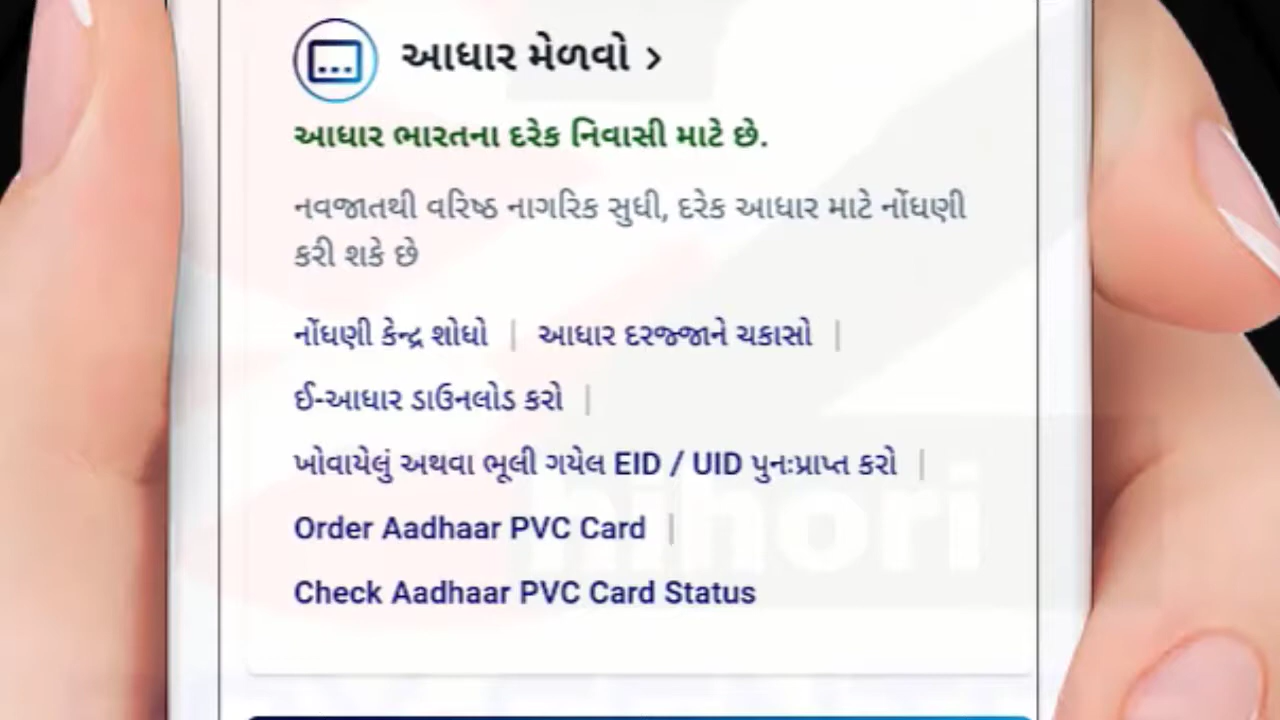 આધાર મેળવો >
આધાર ભારતના દરેક નિવાસી માટે છે.
નવજાતથી વરિષ્ઠ નાગરિક સુધી, દરેક આધાર માટે નોંધણી
કરી શકે છે
નોંધણી કેન્દ્ર શોધો | આધાર દરજ્જાને ચકાસો |
ઈ-આધાર ડાઉનલોડ કરો |
ખોવાયેલું અથવા ભૂલી ગયેલ EID / UID પુનઃપ્રાપ્ત કરો |
Order Aadhaar PVC Card |
Check Aadhaar PVC Card Status